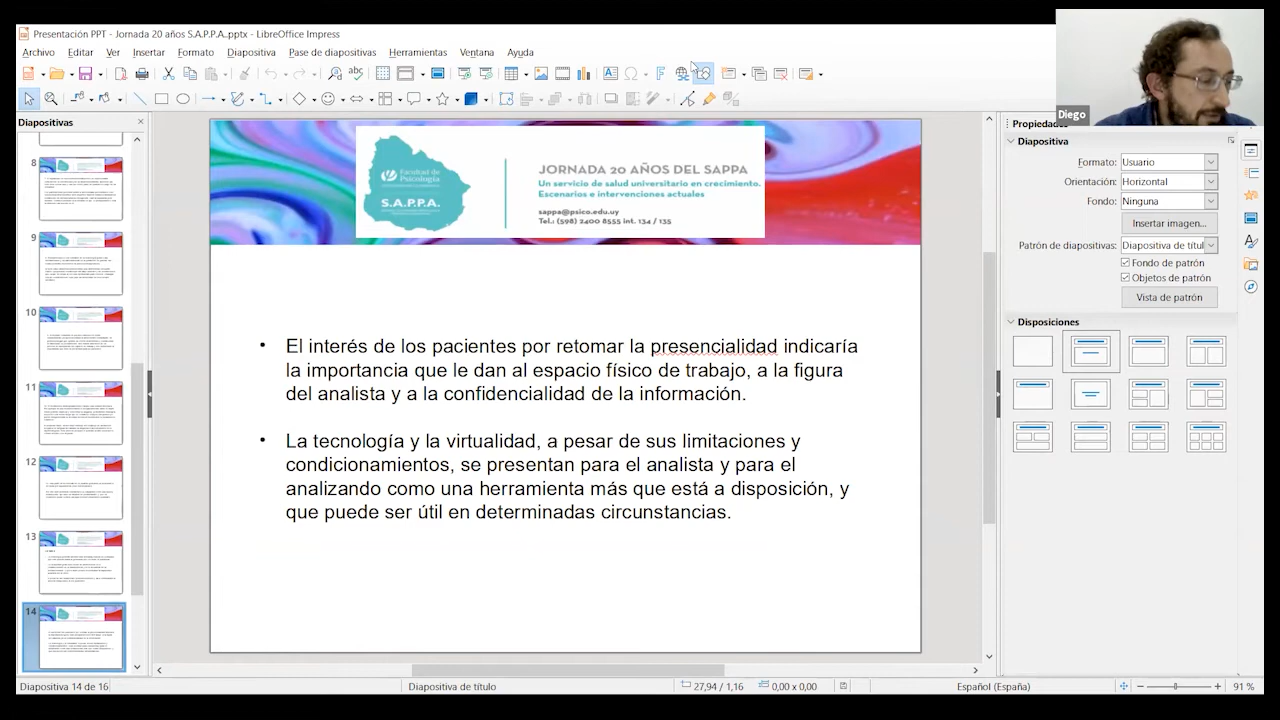 Presentación PPT - Jornada 20 años S.A.P.P.A..pptx - LibreOffice Impress
Archivo Editar Ver Insertar Formato Diapositiva Pase de diapositivas Herramientas Ventana Ayuda
Diego
Diapositivas
8
9
10
11
12
13
14
Facultad de
Psicología
S.A.P.P.A.
JORNADA 20 AÑOS DEL SAPPA
Un servicio de salud universitario en crecimiento.
Escenarios e intervenciones actuales
sappa@psico.edu.uy
Tel.: (598) 2400 8555 int. 134 / 135
• El interés de los pacientes por retomar la presencialidad indicaría
la importancia que le dan al espacio físico de trabajo, a la figura
del analista y a la confidencialidad de la información.
• La tecnología y la virtualidad, a pesar de sus limitaciones y
condicionamientos, se presentan para el analista y para el
analizando como una herramienta más que está a disposición, y
que puede ser útil en determinadas circunstancias.
Propiedades
Diapositiva
Formato: Usuario
Orientación: Horizontal
Fondo: Ninguna
Insertar imagen...
Patrón de diapositivas: Diapositiva de títul
Fondo de patrón
Objetos de patrón
Vista de patrón
Disposiciones
Diapositiva 14 de 16 Diapositiva de título 27,94 / 1,16 0,00 x 0,00 Español (España) 91 %